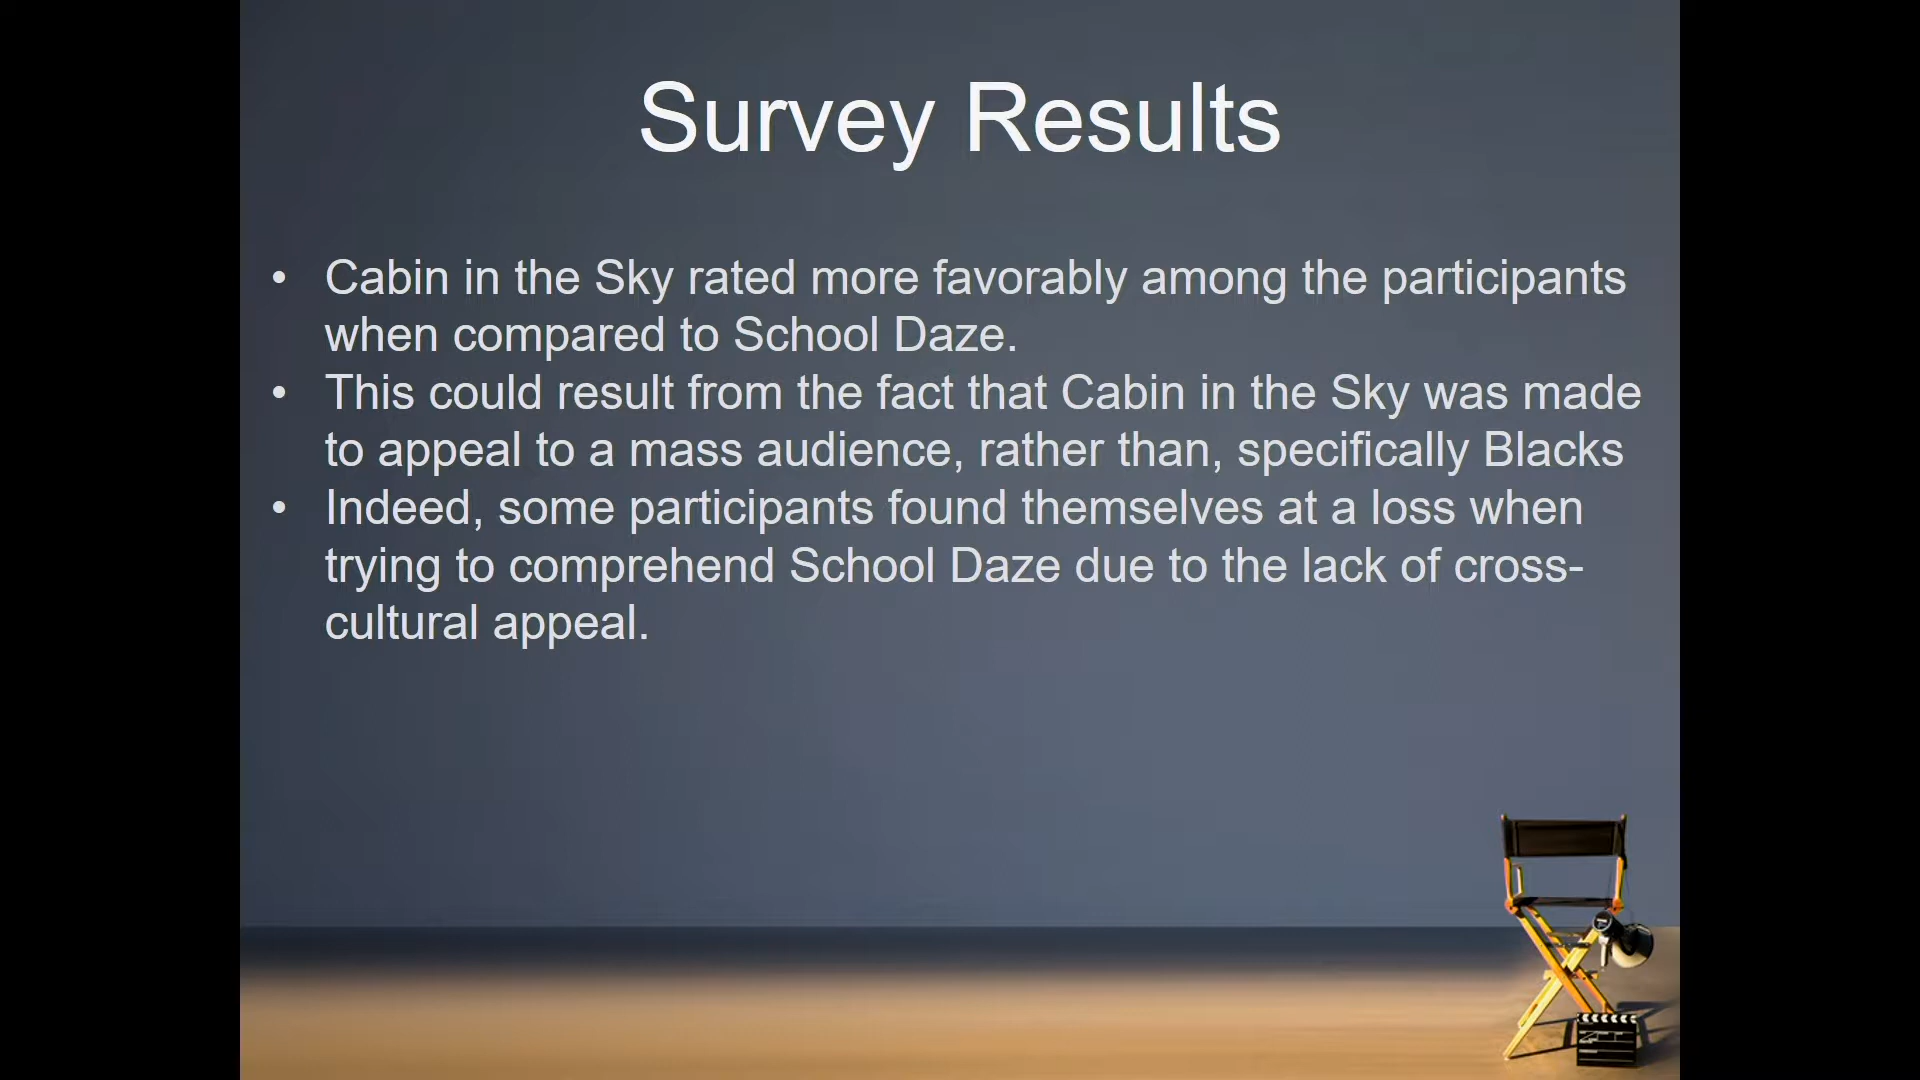 Survey Results
• Cabin in the Sky rated more favorably among the participants
when compared to School Daze.
• This could result from the fact that Cabin in the Sky was made
to appeal to a mass audience, rather than, specifically Blacks
• Indeed, some participants found themselves at a loss when
trying to comprehend School Daze due to the lack of cross-
cultural appeal.